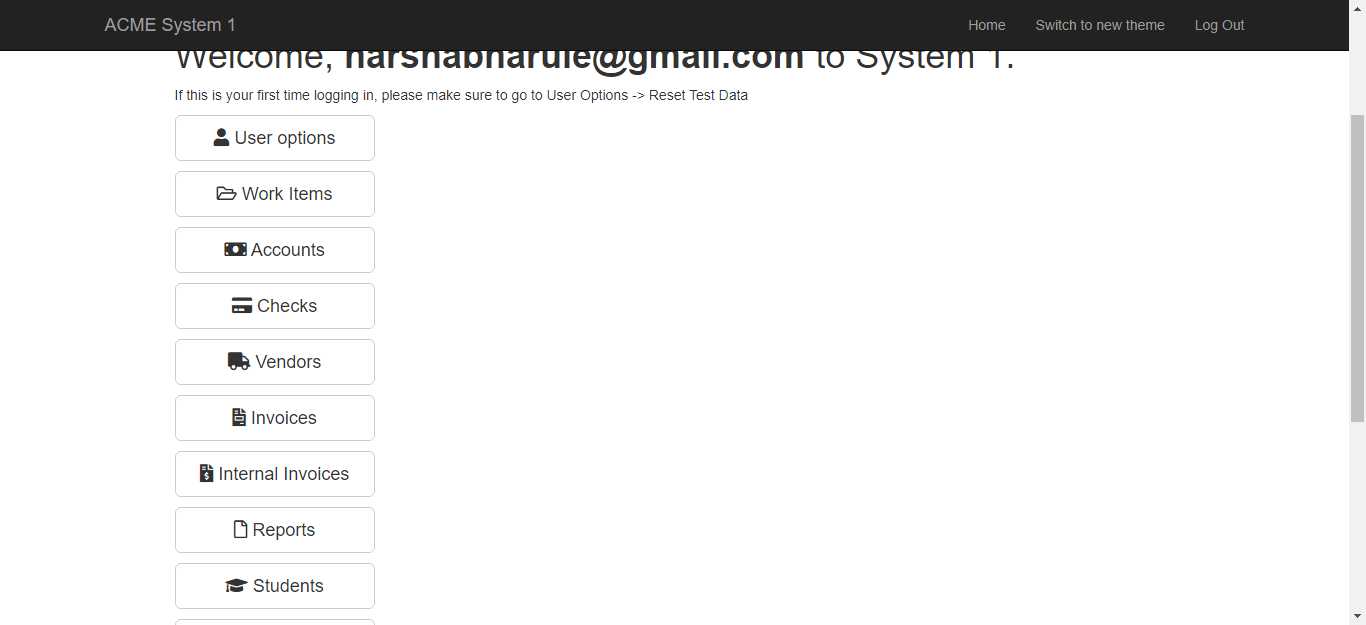 ACME System 1
Home
Switch to new theme
Log Out
Welcome, harshabharule@gmail.com to System 1.
If this is your first time logging in, please make sure to go to User Options -> Reset Test Data
User options
Work Items
Accounts
Checks
Vendors
Invoices
Internal Invoices
Reports
Students